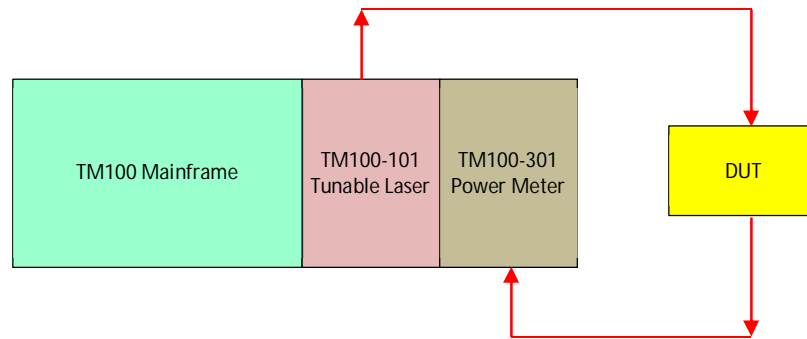 TM100 Mainframe
TM100-101
Tunable Laser
TM100-301
Power Meter
DUT